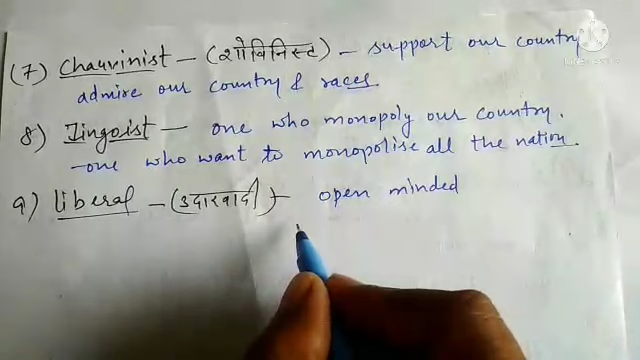 (7) Chauvinist - (शोविनिस्ट) - support our country
admire our country & races
8) Jingoist - one who monopoly our country.
-one who want to monopolise all the nation.
9) liberal - (उदारवादी) - open minded